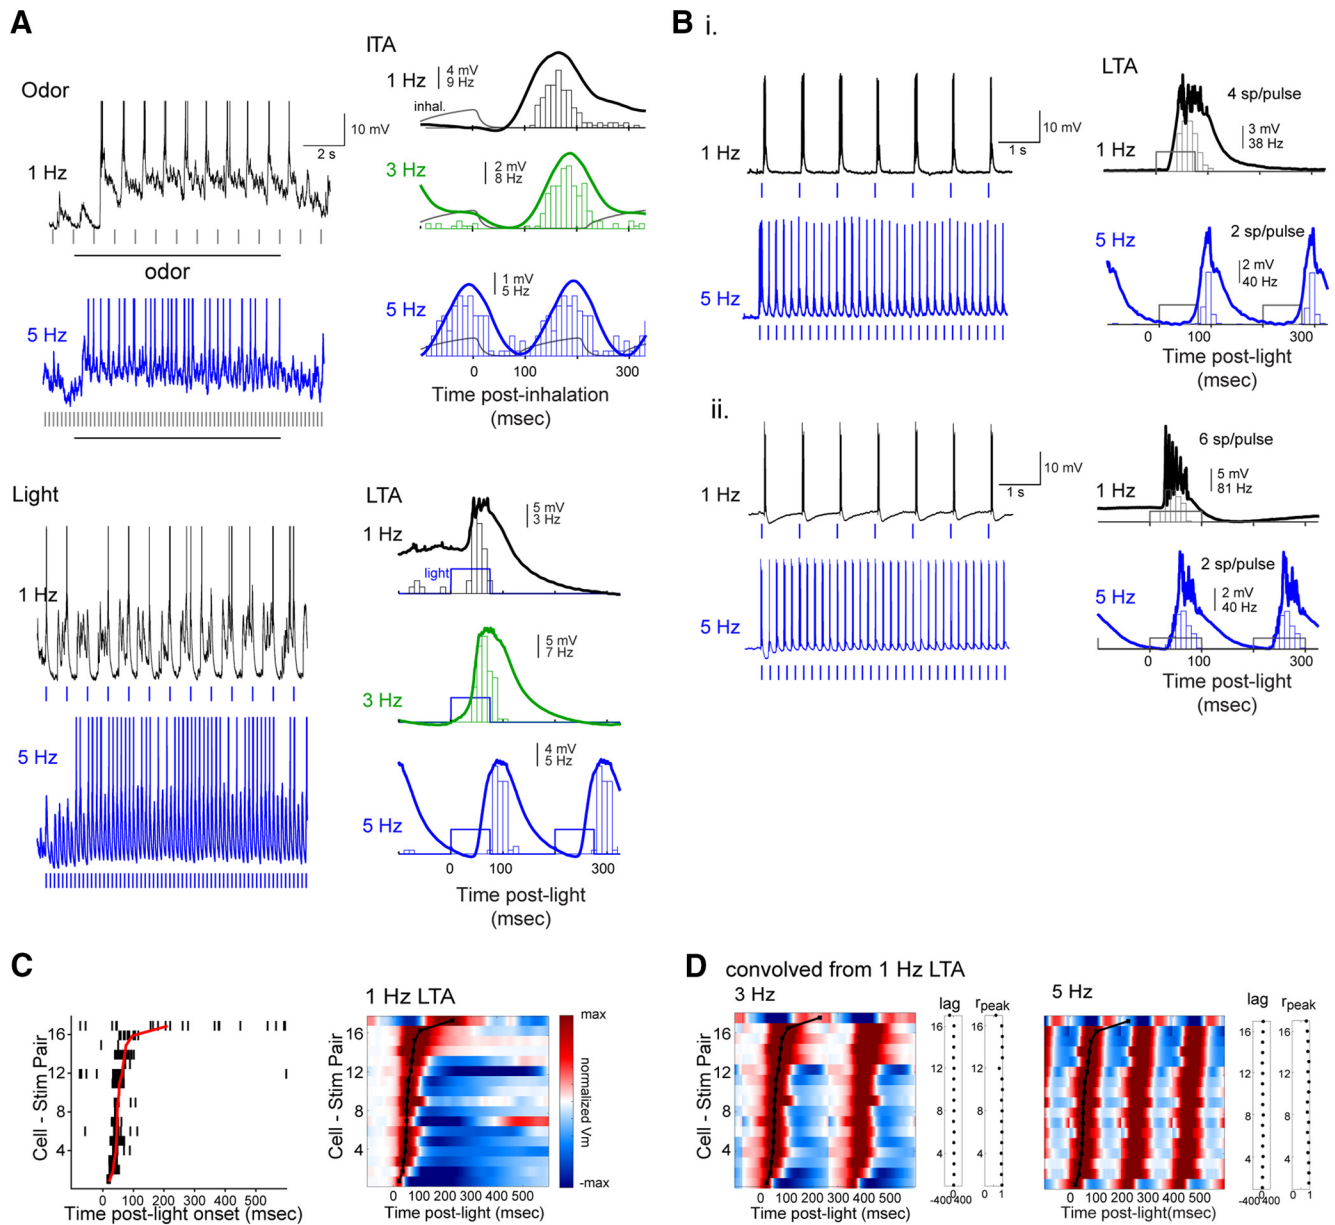 A
Odor
1 Hz
10 mV
2 s
odor
5 Hz
ITA
1 Hz
4 mV
9 Hz
inhal.
3 Hz
2 mV
8 Hz
5 Hz
1 mV
5 Hz
0 100 300
Time post-inhalation
(msec)
Light
1 Hz
5 Hz
LTA
1 Hz
5 mV
3 Hz
light
3 Hz
5 mV
7 Hz
5 Hz
4 mV
5 Hz
0 100 300
Time post-light
(msec)
B
i.
1 Hz
10 mV
1 s
5 Hz
LTA
4 sp/pulse
1 Hz
3 mV
38 Hz
5 Hz
2 sp/pulse
2 mV
40 Hz
0 100 300
Time post-light
(msec)
ii.
1 Hz
10 mV
1 s
5 Hz
6 sp/pulse
1 Hz
5 mV
81 Hz
2 sp/pulse
5 Hz
2 mV
40 Hz
0 100 300
Time post-light
(msec)
C
Cell - Stim Pair
16
12
8
4
0 100 200 300 400 500
Time post-light onset (msec)
1 Hz LTA
Cell - Stim Pair
16
12
8
4
0 100 200 300 400 500
Time post-light (msec)
max
normalized Vm
-max
D
convolved from 1 Hz LTA
3 Hz
Cell - Stim Pair
16
12
8
4
0 100 200 300 400 500
Time post-light (msec)
lag
16
12
8
4
-400 400
rpeak
16
12
8
4
0 1
5 Hz
16
12
8
4
0 100 200 300 400 500
Time post-light(msec)
lag
16
12
8
4
-400 400
rpeak
16
12
8
4
0 1